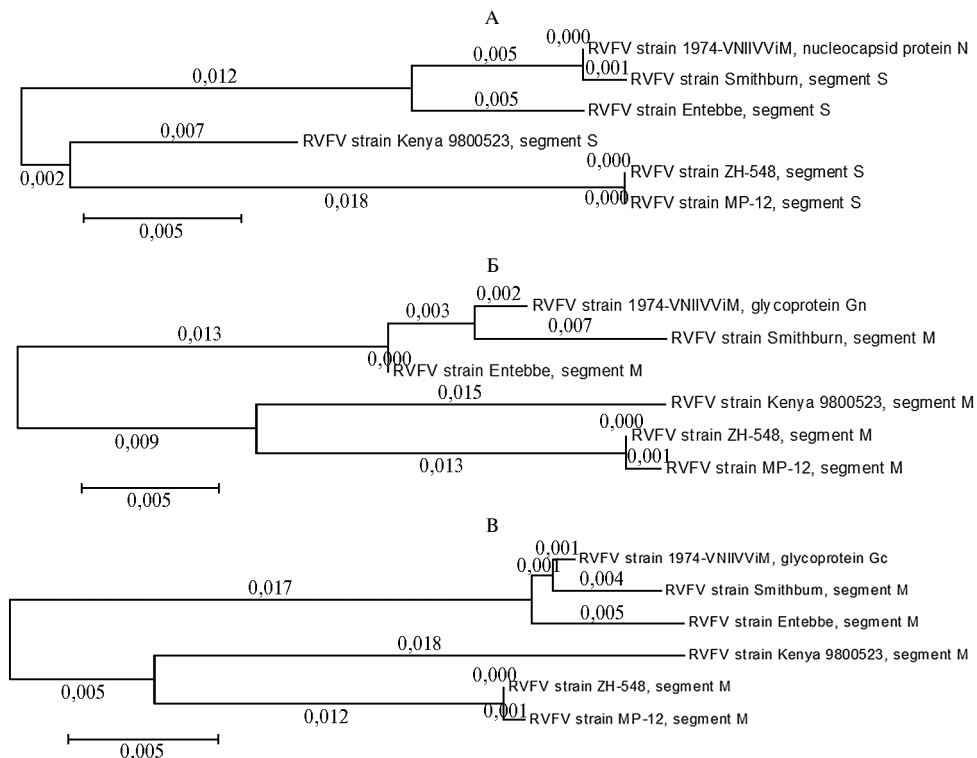 А
0,000
RVFV strain 1974-VNIIVViM, nucleocapsid protein N
0,005
0,001
RVFV strain Smithburn, segment S
0,012
0,005
RVFV strain Entebbe, segment S
0,007
RVFV strain Kenya 9800523, segment S
0,000
RVFV strain ZH-548, segment S
0,002
0,018
0,000
RVFV strain MP-12, segment S
0,005
Б
0,002
RVFV strain 1974-VNIIVViM, glycoprotein Gn
0,003
0,007
RVFV strain Smithburn, segment M
0,013
0,000
RVFV strain Entebbe, segment M
0,015
RVFV strain Kenya 9800523, segment M
0,000
RVFV strain ZH-548, segment M
0,009
0,001
0,013
RVFV strain MP-12, segment M
0,005
В
0,001
RVFV strain 1974-VNIIVViM, glycoprotein Gc
0,001
0,004
RVFV strain Smithburn, segment M
0,017
0,005
RVFV strain Entebbe, segment M
0,018
RVFV strain Kenya 9800523, segment M
0,000
RVFV strain ZH-548, segment M
0,005
0,001
0,012
RVFV strain MP-12, segment M
0,005